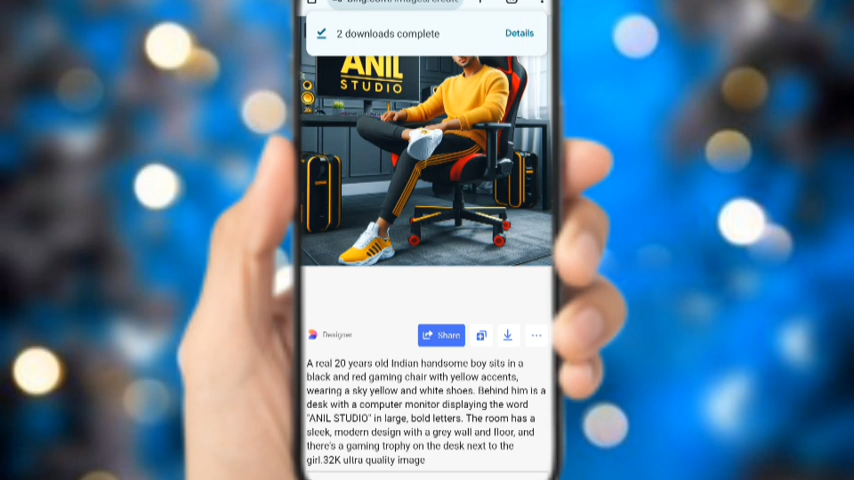 2 downloads complete Details
ANIL
STUDIO
Designer
Share
A real 20 years old Indian handsome boy sits in a
black and red gaming chair with yellow accents,
wearing a sky yellow and white shoes. Behind him is a
desk with a computer monitor displaying the word
"ANIL STUDIO" in large, bold letters. The room has a
sleek, modern design with a grey wall and floor, and
there's a gaming trophy on the desk next to the
girl.32K ultra quality image